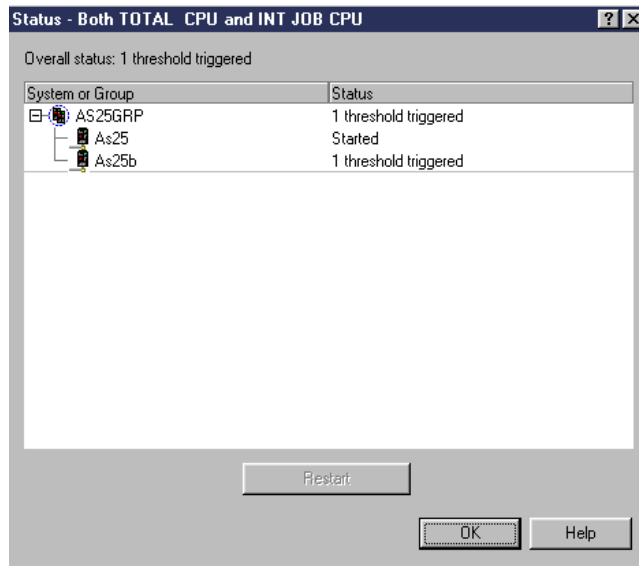 Status - Both TOTAL CPU and INT JOB CPU
Overall status: 1 threshold triggered
System or Group Status
AS25GRP 1 threshold triggered
As25 Started
As25b 1 threshold triggered
Restart
OK Help